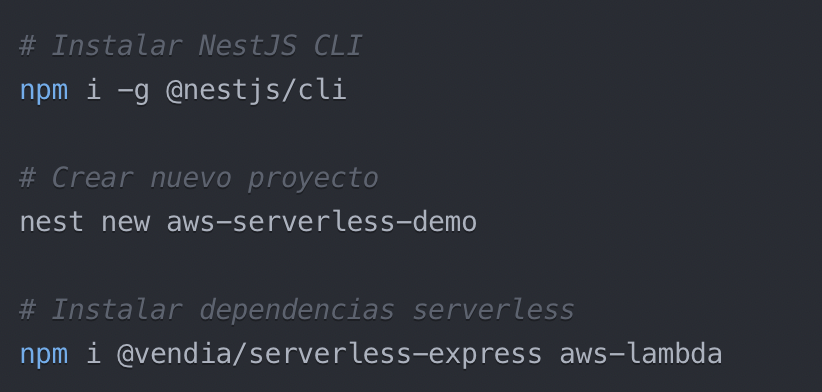 # Instalar NestJS CLI
npm i -g @nestjs/cli
# Crear nuevo proyecto
nest new aws-serverless-demo
# Instalar dependencias serverless
npm i @vendia/serverless-express aws-lambda